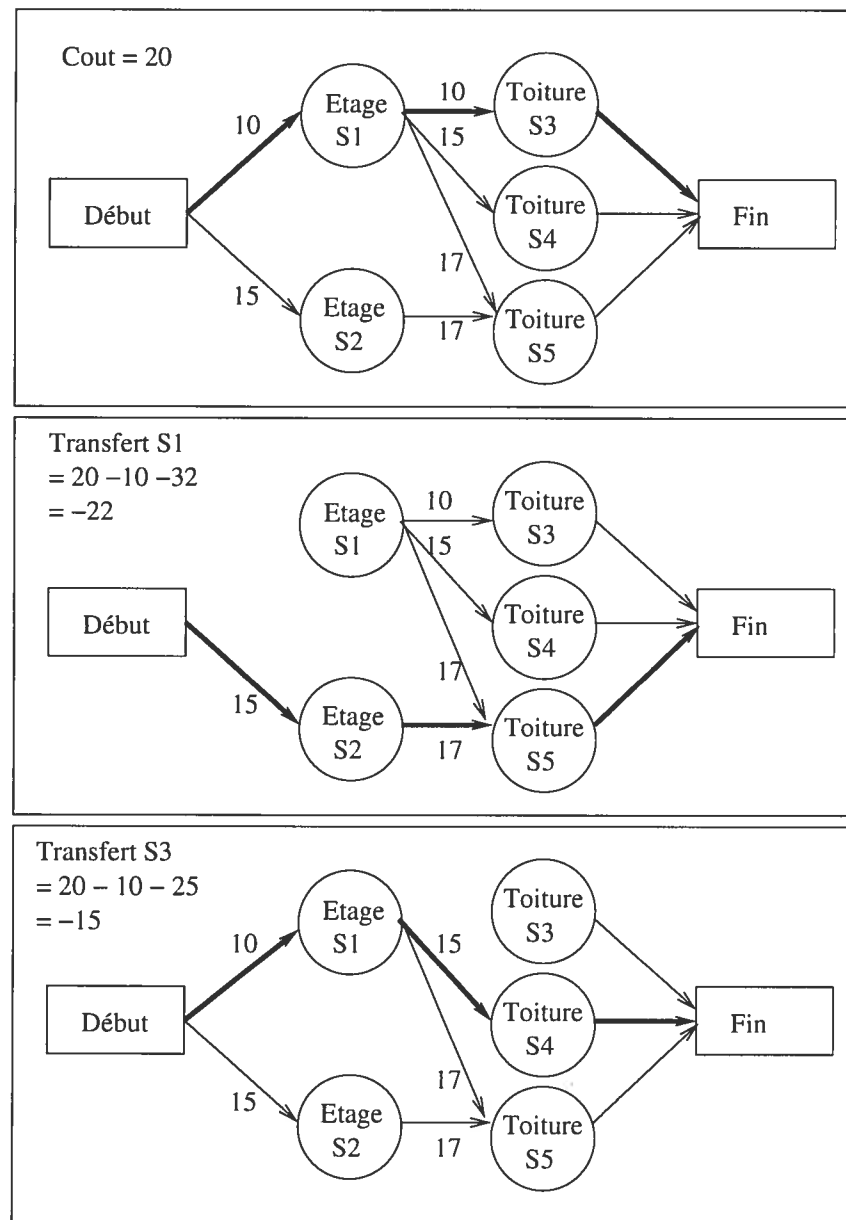 Cout = 20
10
Etage
S1
10
15
Toiture
S3
Début
Toiture
S4
Fin
17
15
Etage
S2
17
Toiture
S5
Transfert S1
= 20 –10 –32
= –22
Etage
S1
10
15
Toiture
S3
Début
Toiture
S4
Fin
17
15
Etage
S2
17
Toiture
S5
Transfert S3
= 20 – 10 – 25
= –15
10
Etage
S1
15
Toiture
S3
Début
Toiture
S4
Fin
17
15
Etage
S2
17
Toiture
S5